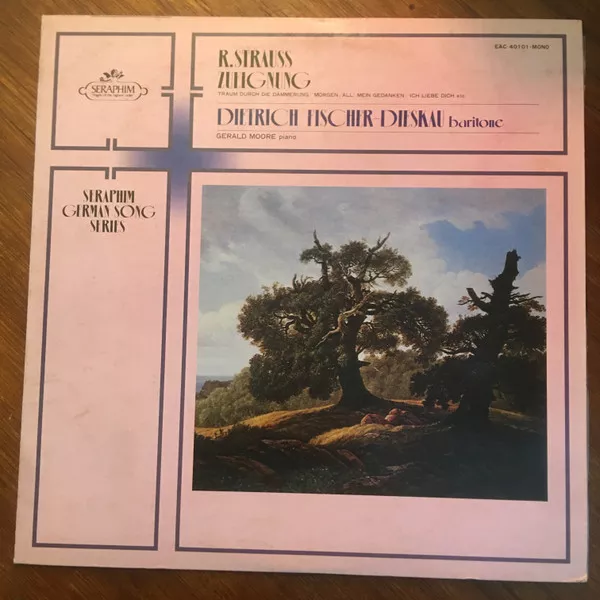 EAC-40101-MONO
SERAPHIM
R.STRAUSS
ZUEIGNUNG
TRAUM DURCH DIE DÄMMERUNG, MORGEN, ALL' MEIN GEDANKEN, ICH LIEBE DICH etc.
DIETRICH FISCHER-DIESKAU baritone
GERALD MOORE piano
SERAPHIM
GERMAN SONG
SERIES